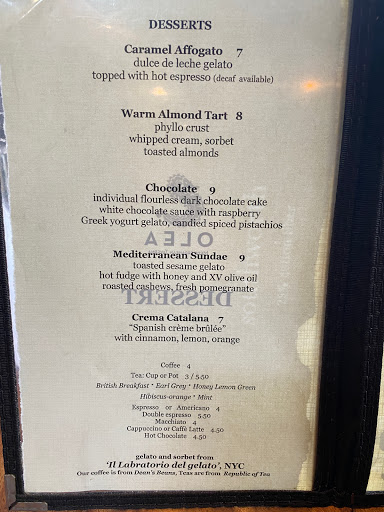 DESSERTS
Caramel Affogato 7
dulce de leche gelato
topped with hot espresso (decaf available)
Warm Almond Tart 8
phyllo crust
whipped cream, sorbet
toasted almonds
Chocolate 9
individual flourless dark chocolate cake
white chocolate sauce with raspberry
Greek yogurt gelato, candied spiced pistachios
OLEA
Mediterranean Sundae 9
toasted sesame gelato
hot fudge with honey and XV olive oil
roasted cashews, fresh pomegranate
DESSERT
Crema Catalana 7
“Spanish crème brûlée”
with cinnamon, lemon, orange
Coffee 4
Tea: Cup or Pot 3 / 5.50
British Breakfast * Earl Grey * Honey Lemon Green
Hibiscus-orange * Mint
Espresso or Americano 4
Double espresso 5.50
Macchiato 4
Cappuccino or Caffè Latte 4.50
Hot Chocolate 4.50
gelato and sorbet from
‘Il Labratorio del gelato’, NYC
Our coffee is from Dean's Beans, Teas are from Republic of Tea